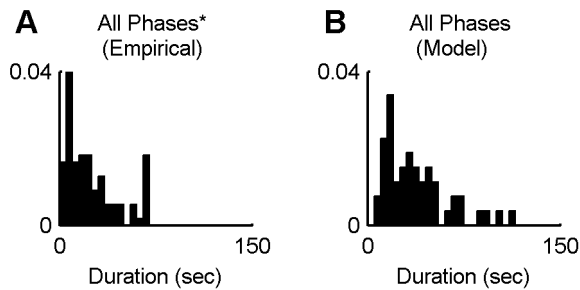 A
All Phases*
(Empirical)
0.04
0
0
150
Duration (sec)
B
All Phases
(Model)
0.04
0
0
150
Duration (sec)